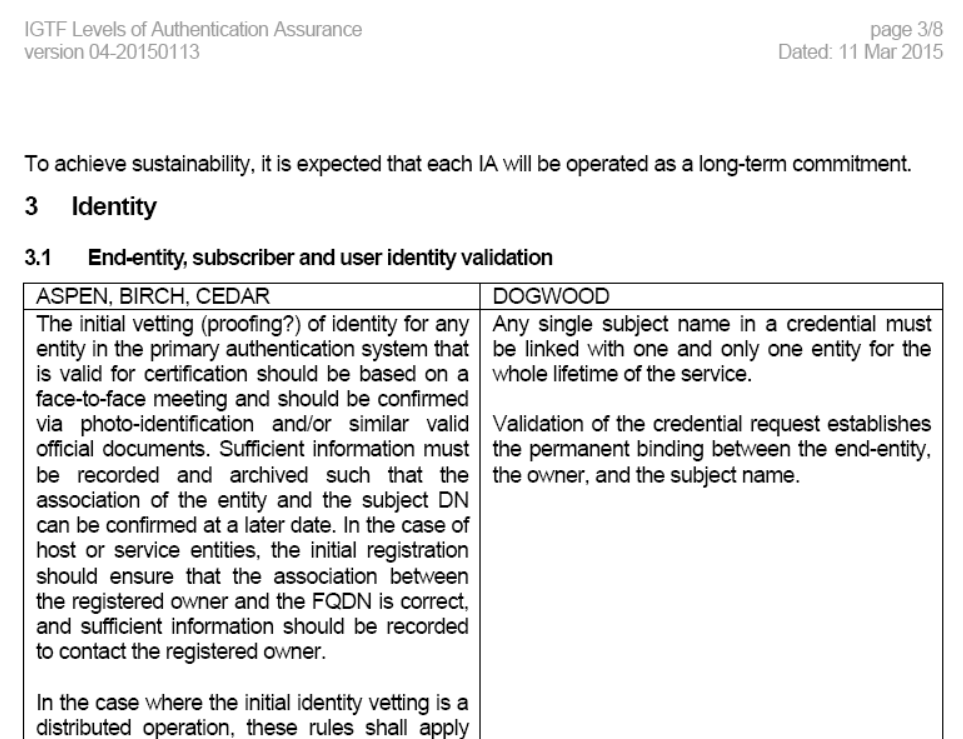 IGTF Levels of Authentication Assurance
page 3/8
version 04-20150113
Dated: 11 Mar 2015
To achieve sustainability, it is expected that each IA will be operated as a long-term commitment.
3 Identity
3.1 End-entity, subscriber and user identity validation
ASPEN, BIRCH, CEDAR
The initial vetting (proofing?) of identity for any
entity in the primary authentication system that
is valid for certification should be based on a
face-to-face meeting and should be confirmed
via photo-identification and/or similar valid
official documents. Sufficient information must
be recorded and archived such that the
association of the entity and the subject DN
can be confirmed at a later date. In the case of
host or service entities, the initial registration
should ensure that the association between
the registered owner and the FQDN is correct,
and sufficient information should be recorded
to contact the registered owner.
In the case where the initial identity vetting is a
distributed operation, these rules shall apply
DOGWOOD
Any single subject name in a credential must
be linked with one and only one entity for the
whole lifetime of the service.
Validation of the credential request establishes
the permanent binding between the end-entity,
the owner, and the subject name.